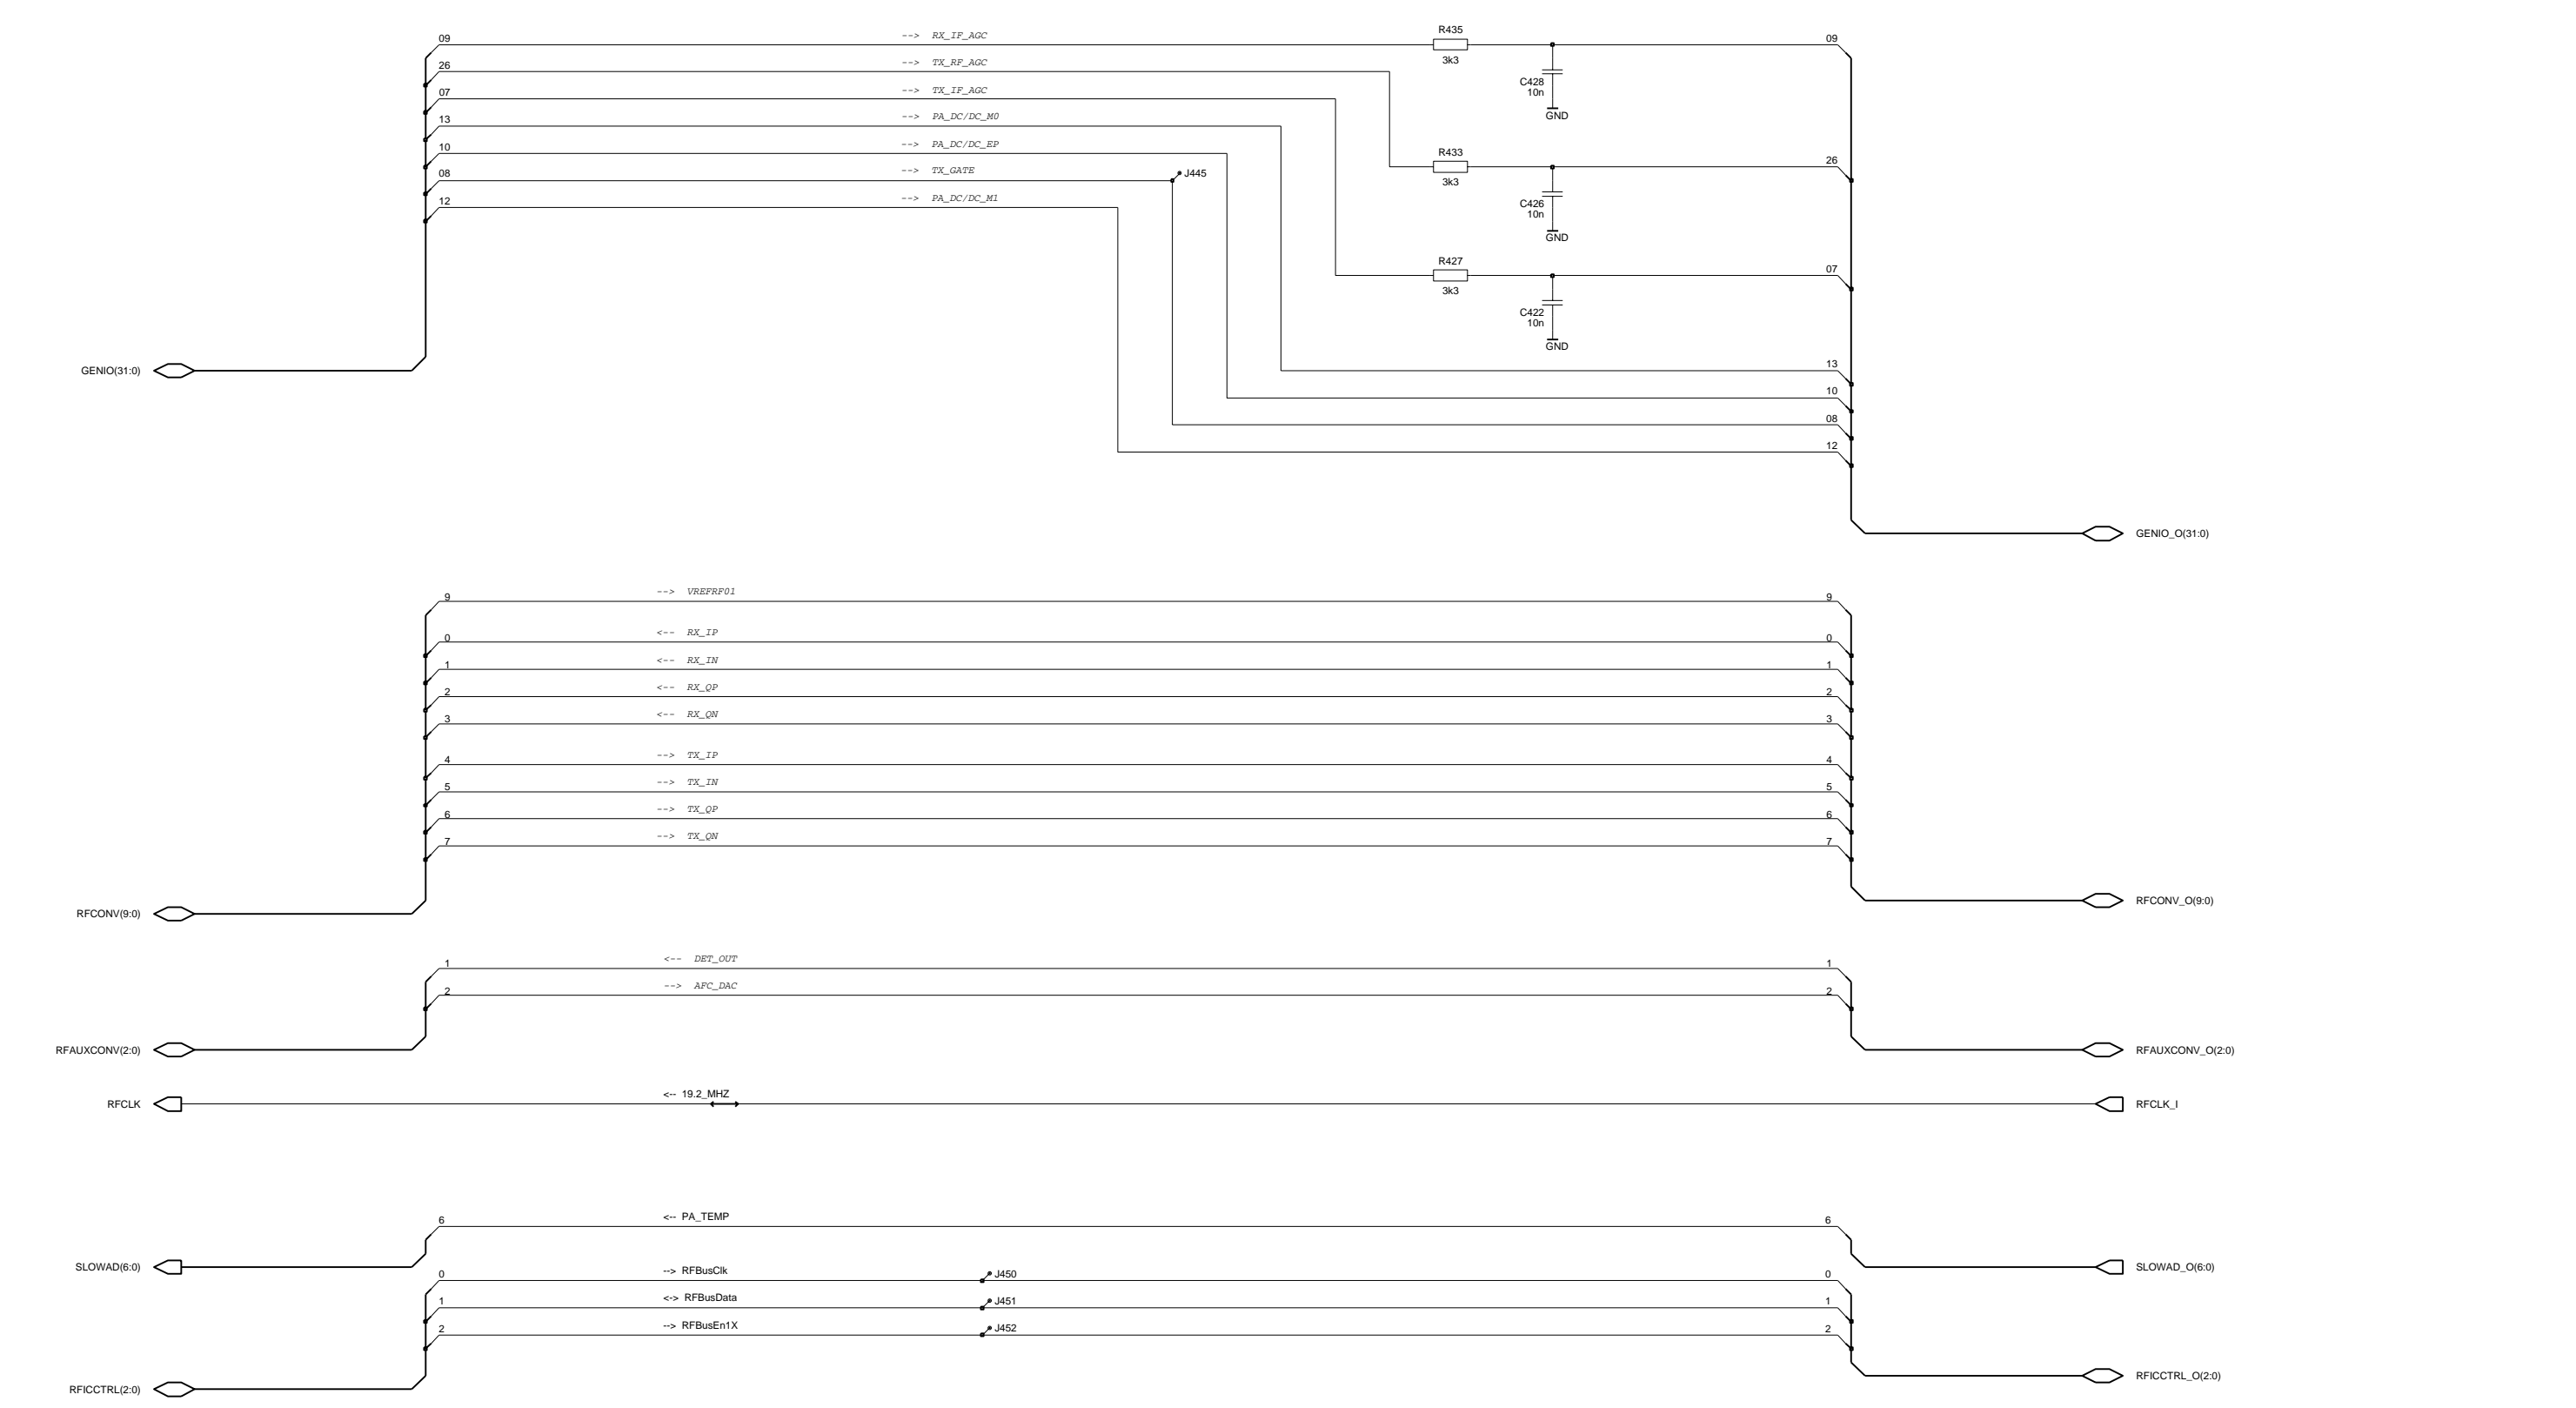 R435
09 --> RX_IF_AGC 09
3k3
26 --> TX_RF_AGC
C428
10n
07 --> TX_IF_AGC
GND
13 --> PA_DC/DC_M0
10 --> PA_DC/DC_EP
R433
26
3k3
08 --> TX_GATE
J445
12 --> PA_DC/DC_M1
C426
10n
GND
R427
07
3k3
C422
10n
GND
13
GENIO(31:0)
10
08
12
GENIO_O(31:0)
9 --> VREFRF01 9
0 <-- RX_IP 0
1 <-- RX_IN 1
2 <-- RX_QP 2
3 <-- RX_QN 3
4 --> TX_IP 4
5 --> TX_IN 5
6 --> TX_QP 6
7 --> TX_QN 7
RFCONV_O(9:0)
RFCONV(9:0)
1 <-- DET_OUT 1
2 --> AFC_DAC 2
RFAUXCONV(2:0) RFAUXCONV_O(2:0)
<-- 19.2_MHZ
RFCLK RFCLK_I
6 <-- PA_TEMP 6
SLOWAD(6:0) SLOWAD_O(6:0)
0 --> RFBusClk J450 0
1 <-> RFBusData J451 1
2 --> RFBusEn1X J452 2
RFICCTRL_O(2:0)
RFICCTRL(2:0)